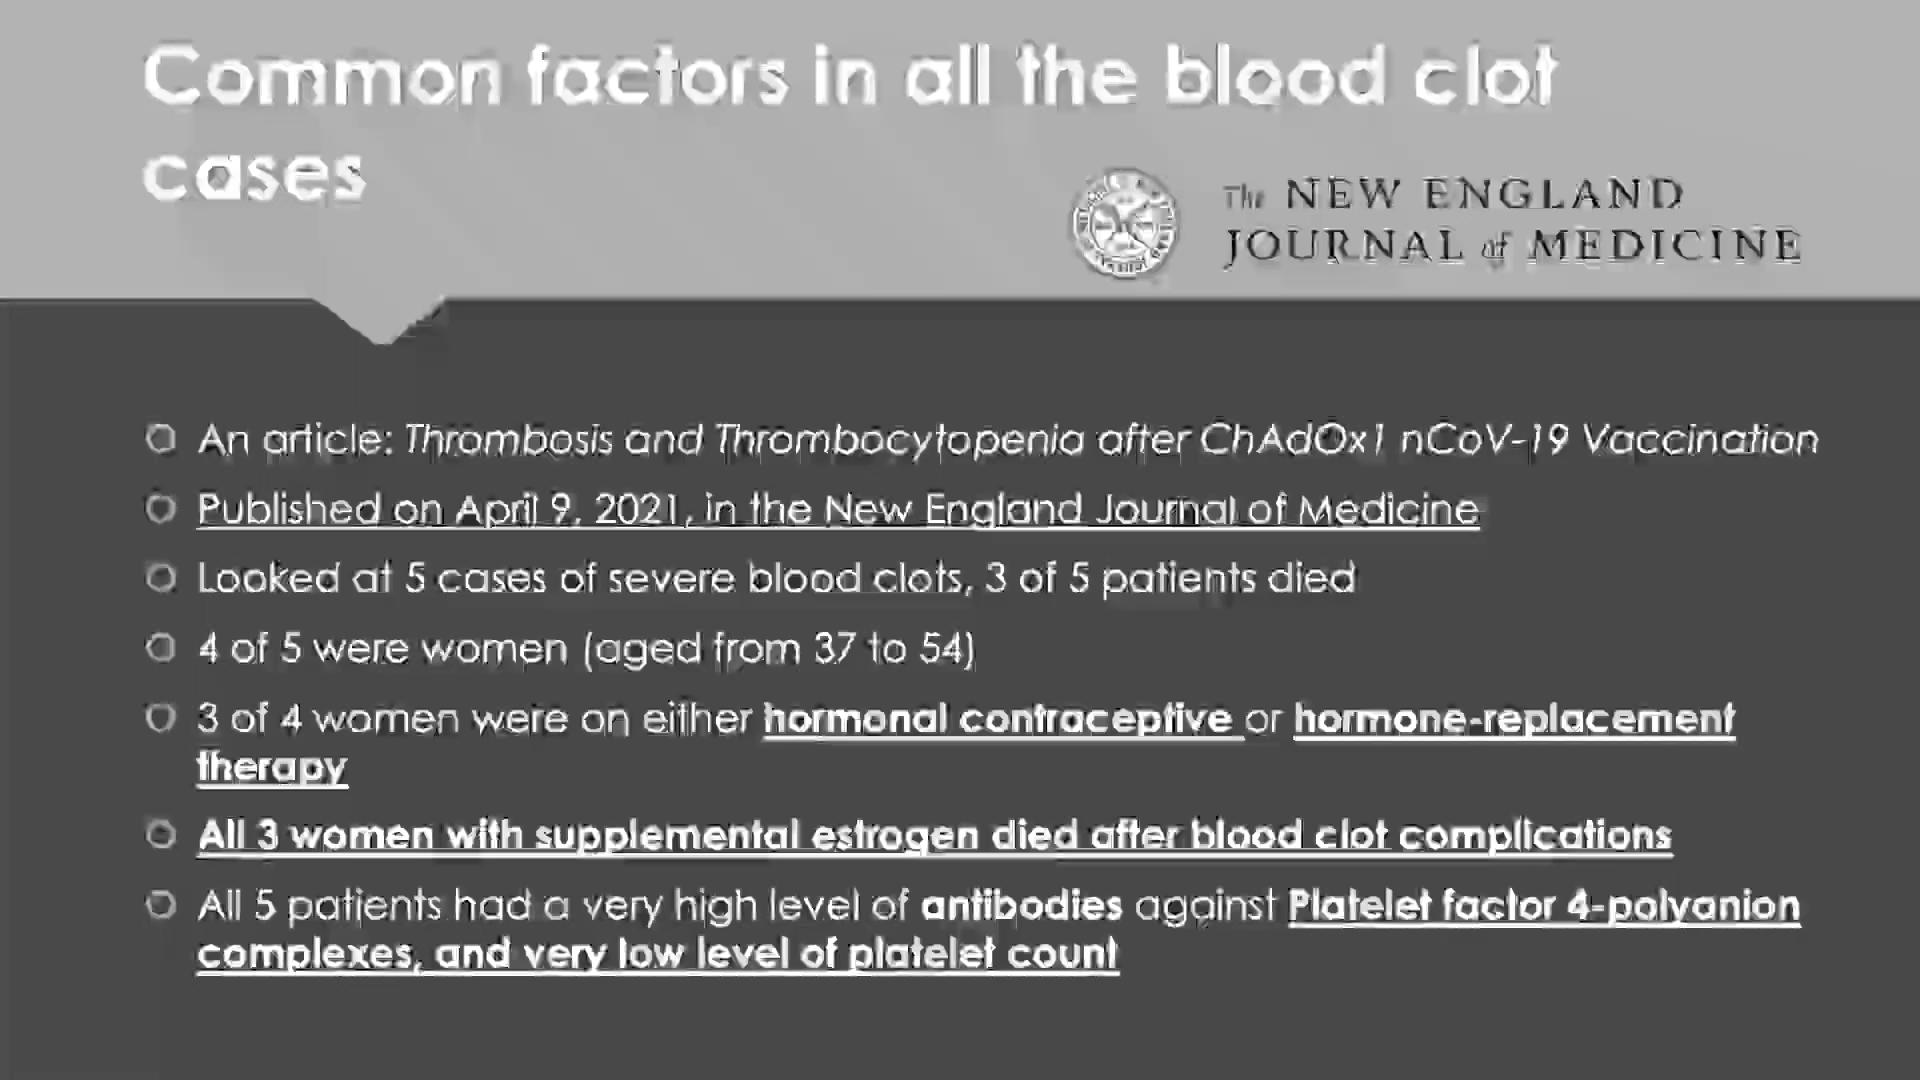 Common factors in all the blood clot
cases
The NEW ENGLAND
JOURNAL of MEDICINE
An article: Thrombosis and Thrombocytopenia after ChAdOx1 nCoV-19 Vaccination
Published on April 9, 2021, in the New England Journal of Medicine
Looked at 5 cases of severe blood clots, 3 of 5 patients died
4 of 5 were women (aged from 37 to 54)
3 of 4 women were on either hormonal contraceptive or hormone-replacement
therapy
All 3 women with supplemental estrogen died after blood clot complications
All 5 patients had a very high level of antibodies against Platelet factor 4-polyanion
complexes, and very low level of platelet count